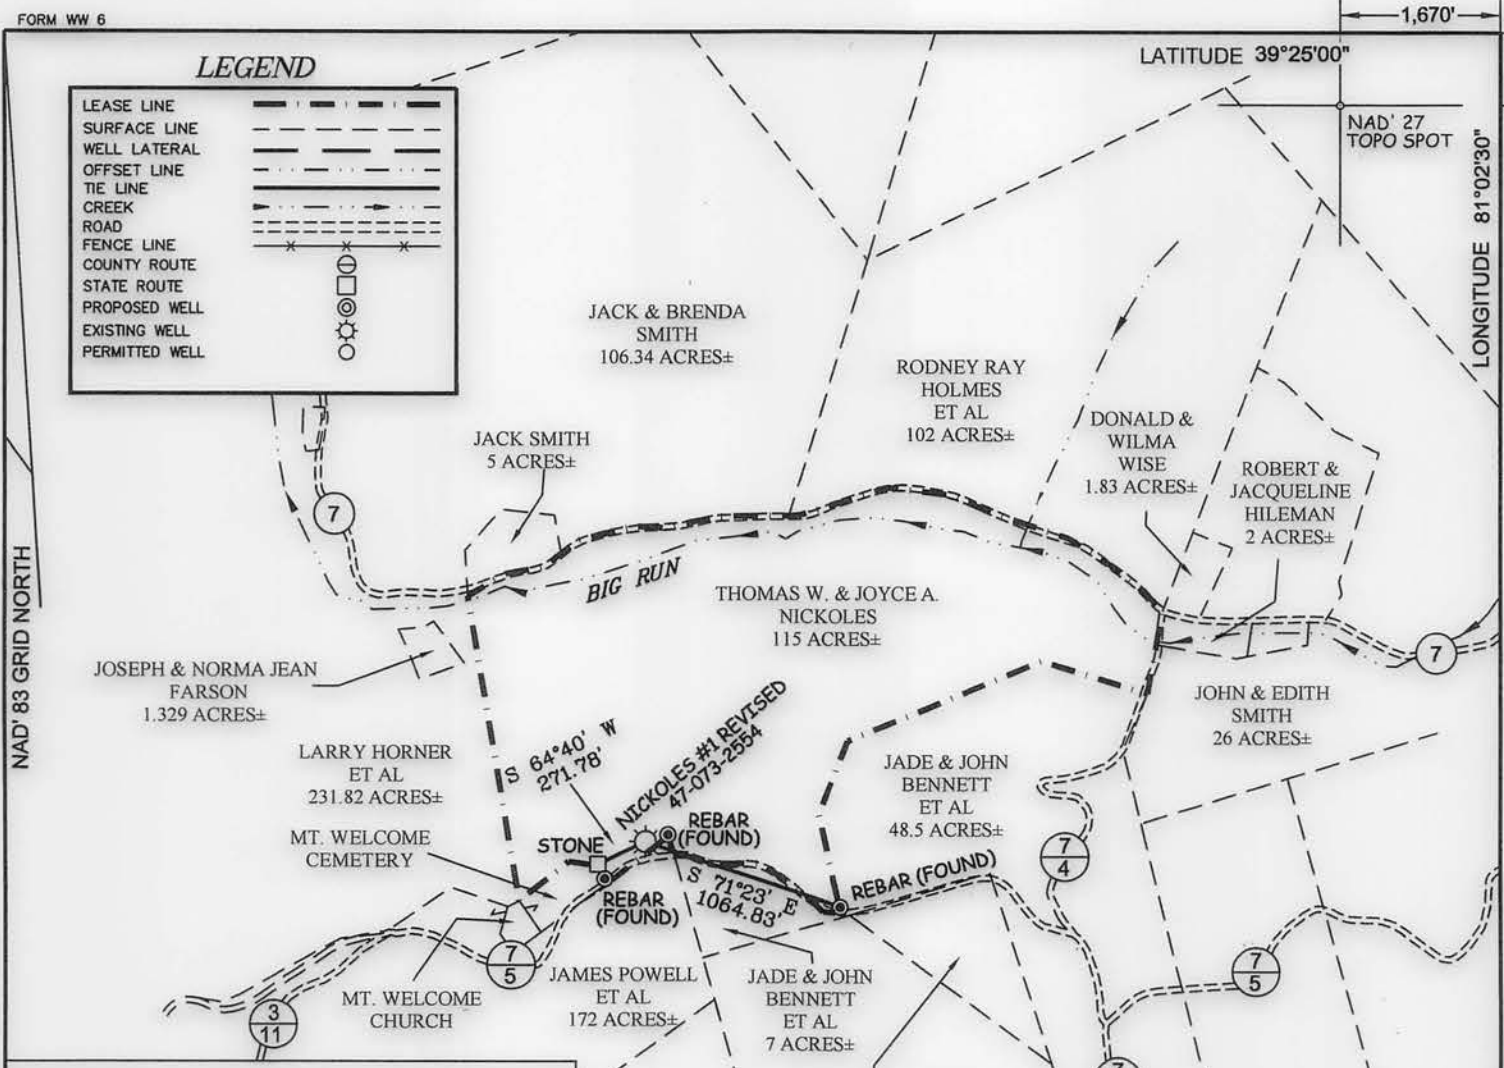 FORM WW 6
1,670'
LEGEND
LEASE LINE
SURFACE LINE
WELL LATERAL
OFFSET LINE
TIE LINE
CREEK
ROAD
FENCE LINE
COUNTY ROUTE
STATE ROUTE
PROPOSED WELL
EXISTING WELL
PERMITTED WELL
LATITUDE 39°25'00"
NAD' 27
TOPO SPOT
LONGITUDE 81°02'30"
JACK & BRENDA
SMITH
106.34 ACRES±
RODNEY RAY
HOLMES
ET AL
102 ACRES±
JACK SMITH
5 ACRES±
DONALD &
WILMA
WISE
1.83 ACRES±
ROBERT &
JACQUELINE
HILEMAN
2 ACRES±
7
BIG RUN
THOMAS W. & JOYCE A.
NICKOLES
115 ACRES±
NAD' 83 GRID NORTH
JOSEPH & NORMA JEAN
FARSON
1.329 ACRES±
7
JOHN & EDITH
SMITH
26 ACRES±
LARRY HORNER
ET AL
231.82 ACRES±
S 64°40' W
271.78'
NICKOLES #1 REVISED
47-073-2554
JADE & JOHN
BENNETT
ET AL
48.5 ACRES±
MT. WELCOME
CEMETERY
STONE
REBAR
(FOUND)
7
4
REBAR
(FOUND)
S 71°23' E
1064.83'
REBAR (FOUND)
7
5
7
5
MT. WELCOME
CHURCH
JAMES POWELL
ET AL
172 ACRES±
JADE & JOHN
BENNETT
ET AL
7 ACRES±
3
11
7